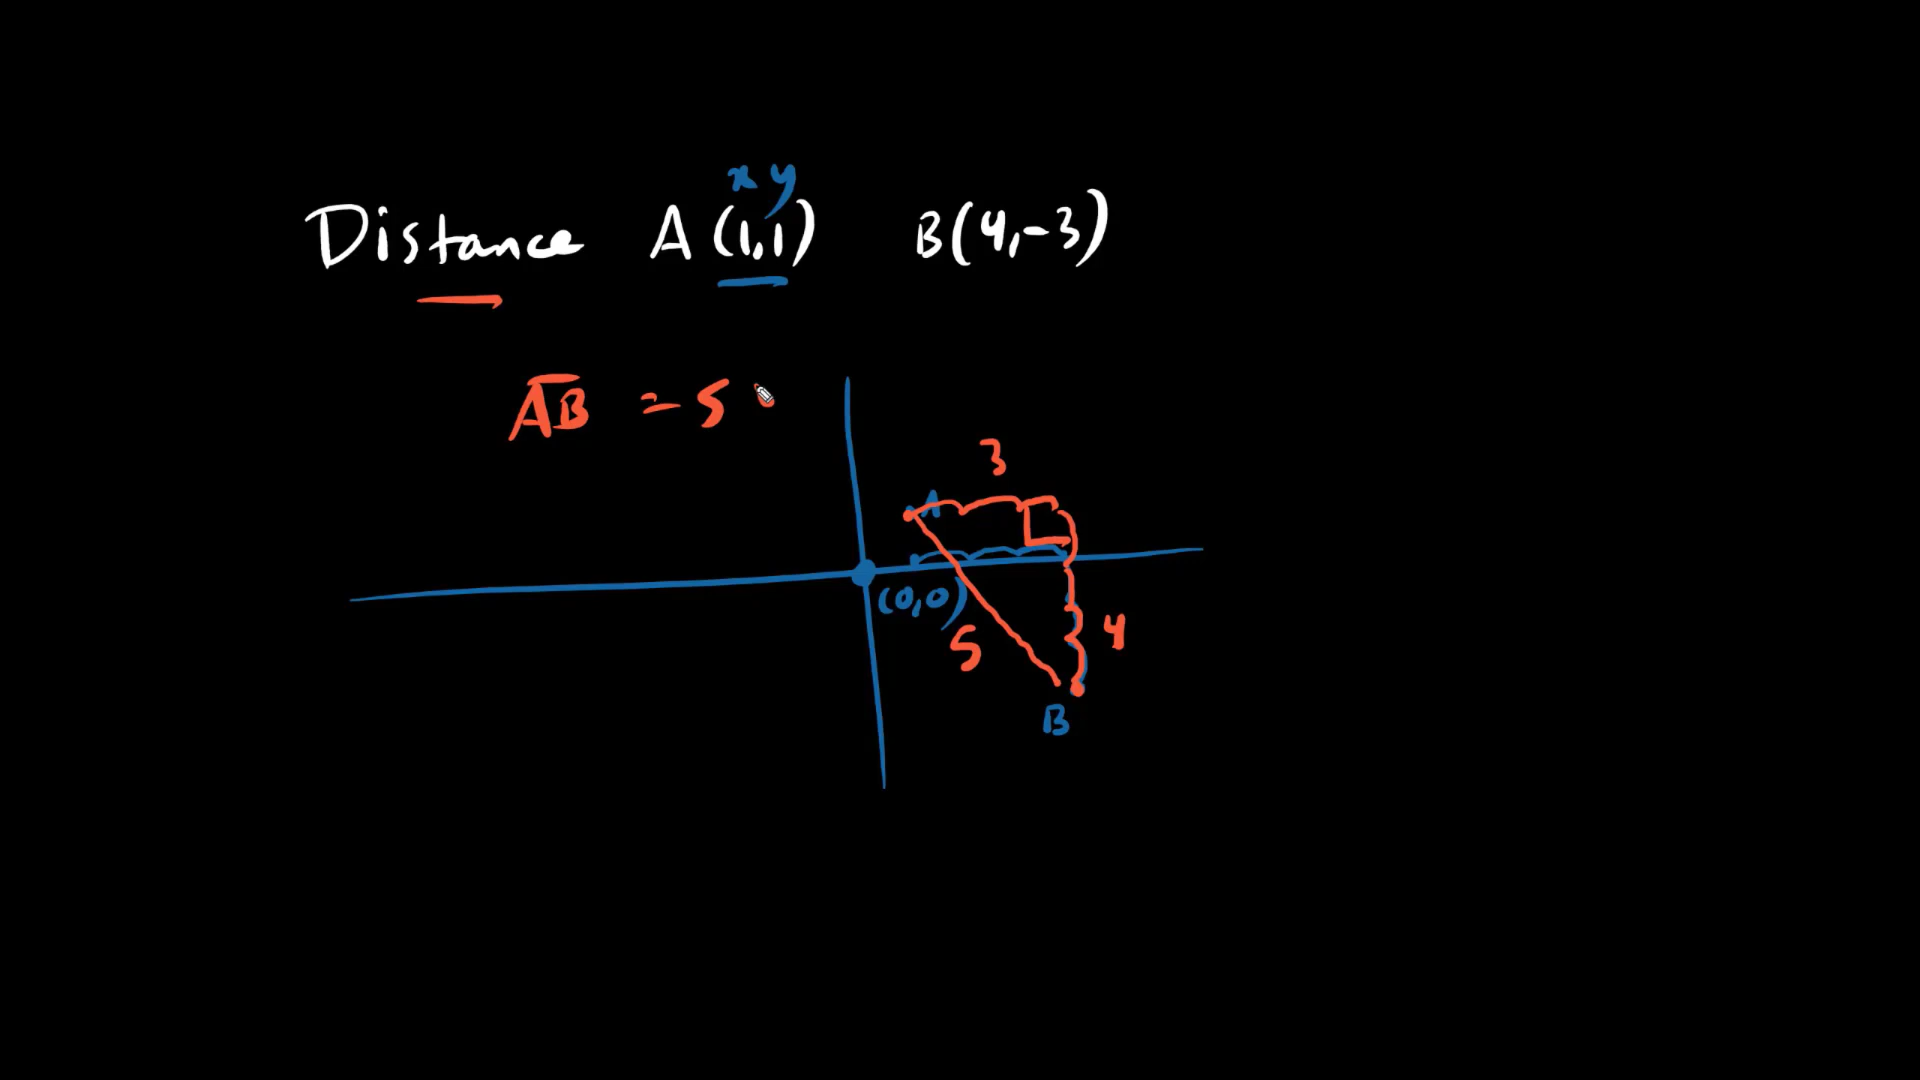 x y
Distance A (1,1) B(4,-3)
AB = 5
3
A
(0,0)
5
4
B